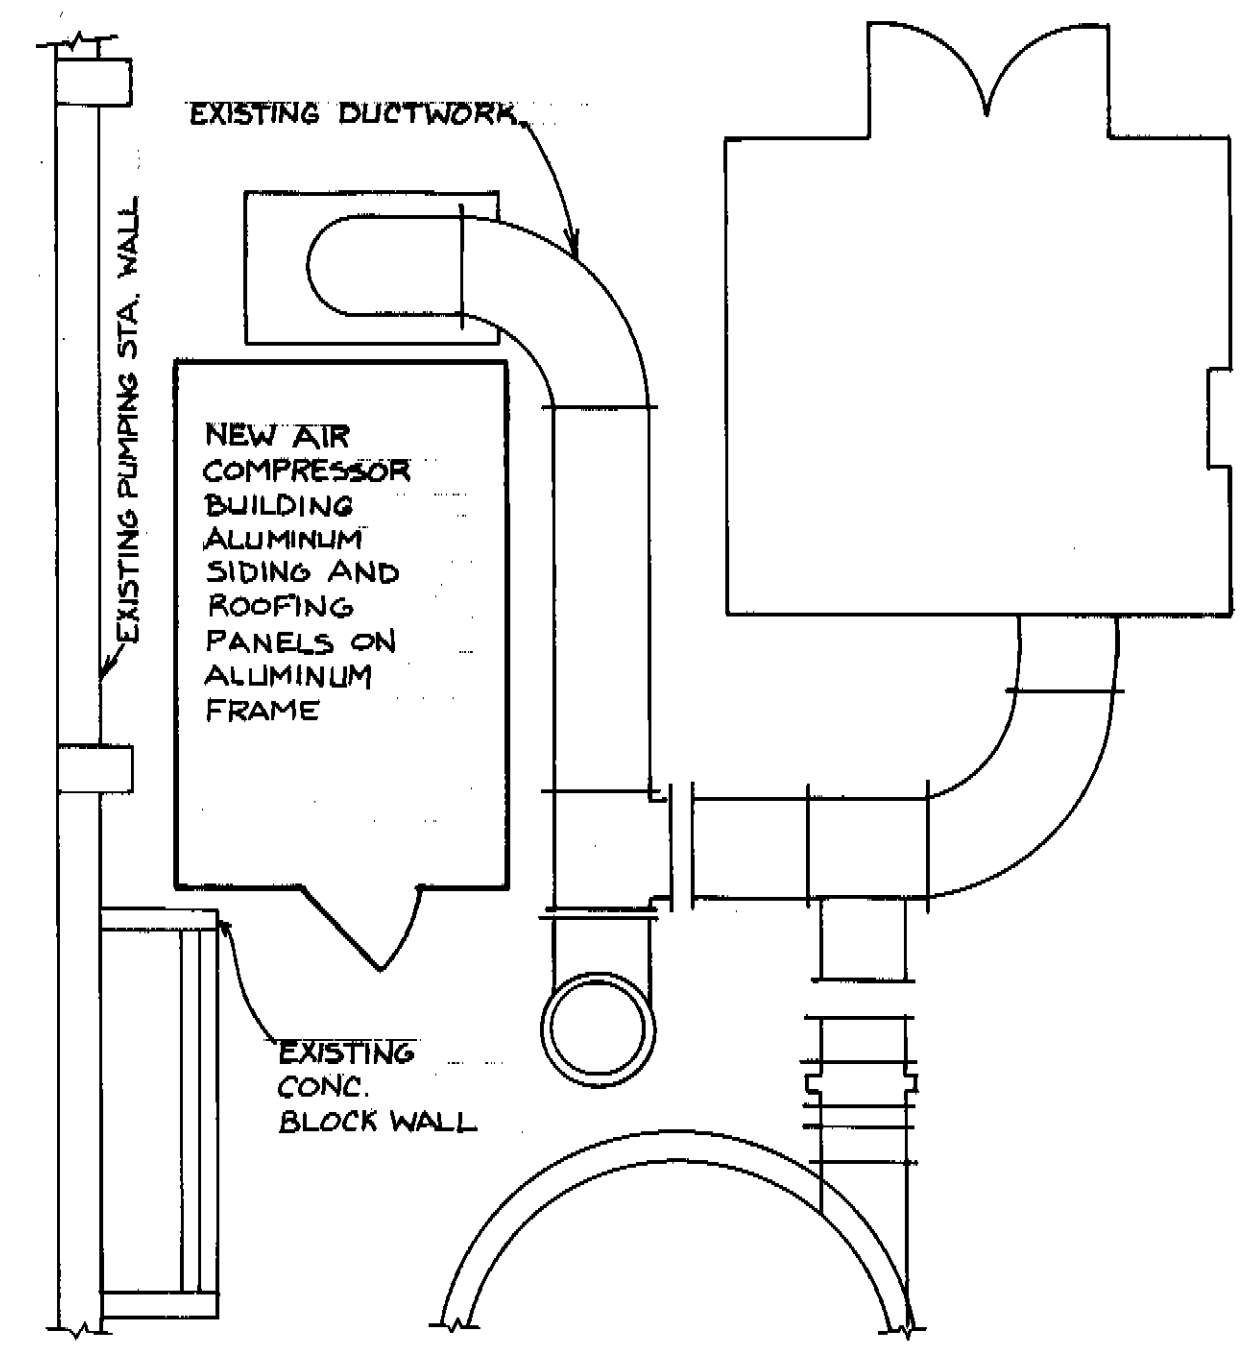 EXISTING DUCTWORK
EXISTING PUMPING STA. WALL
NEW AIR
COMPRESSOR
BUILDING
ALUMINUM
SIDING AND
ROOFING
PANELS ON
ALUMINUM
FRAME
EXISTING
CONC.
BLOCK WALL